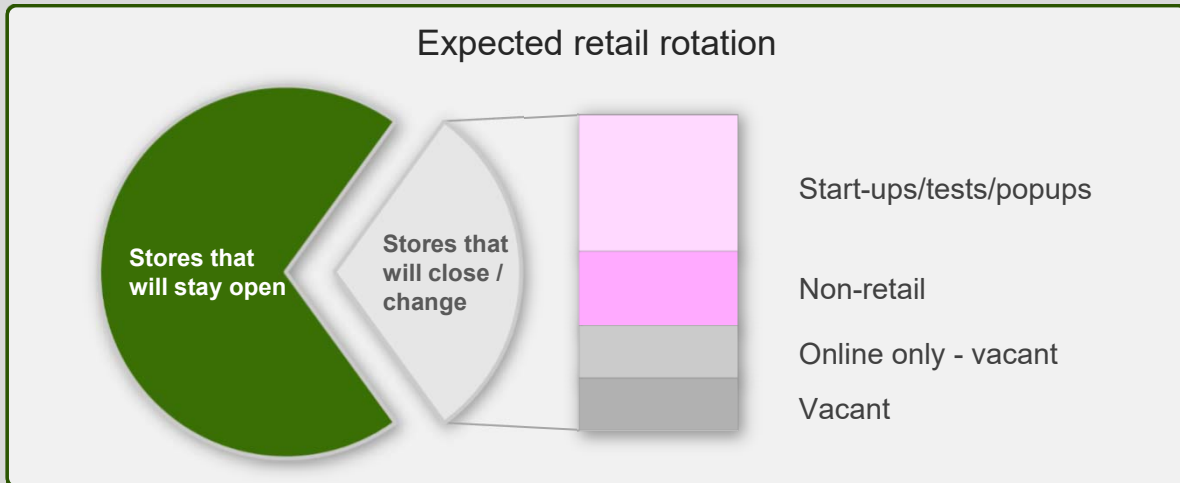 Expected retail rotation
Stores that
will stay open
Stores that
will close /
change
Start-ups/tests/popups
Non-retail
Online only - vacant
Vacant